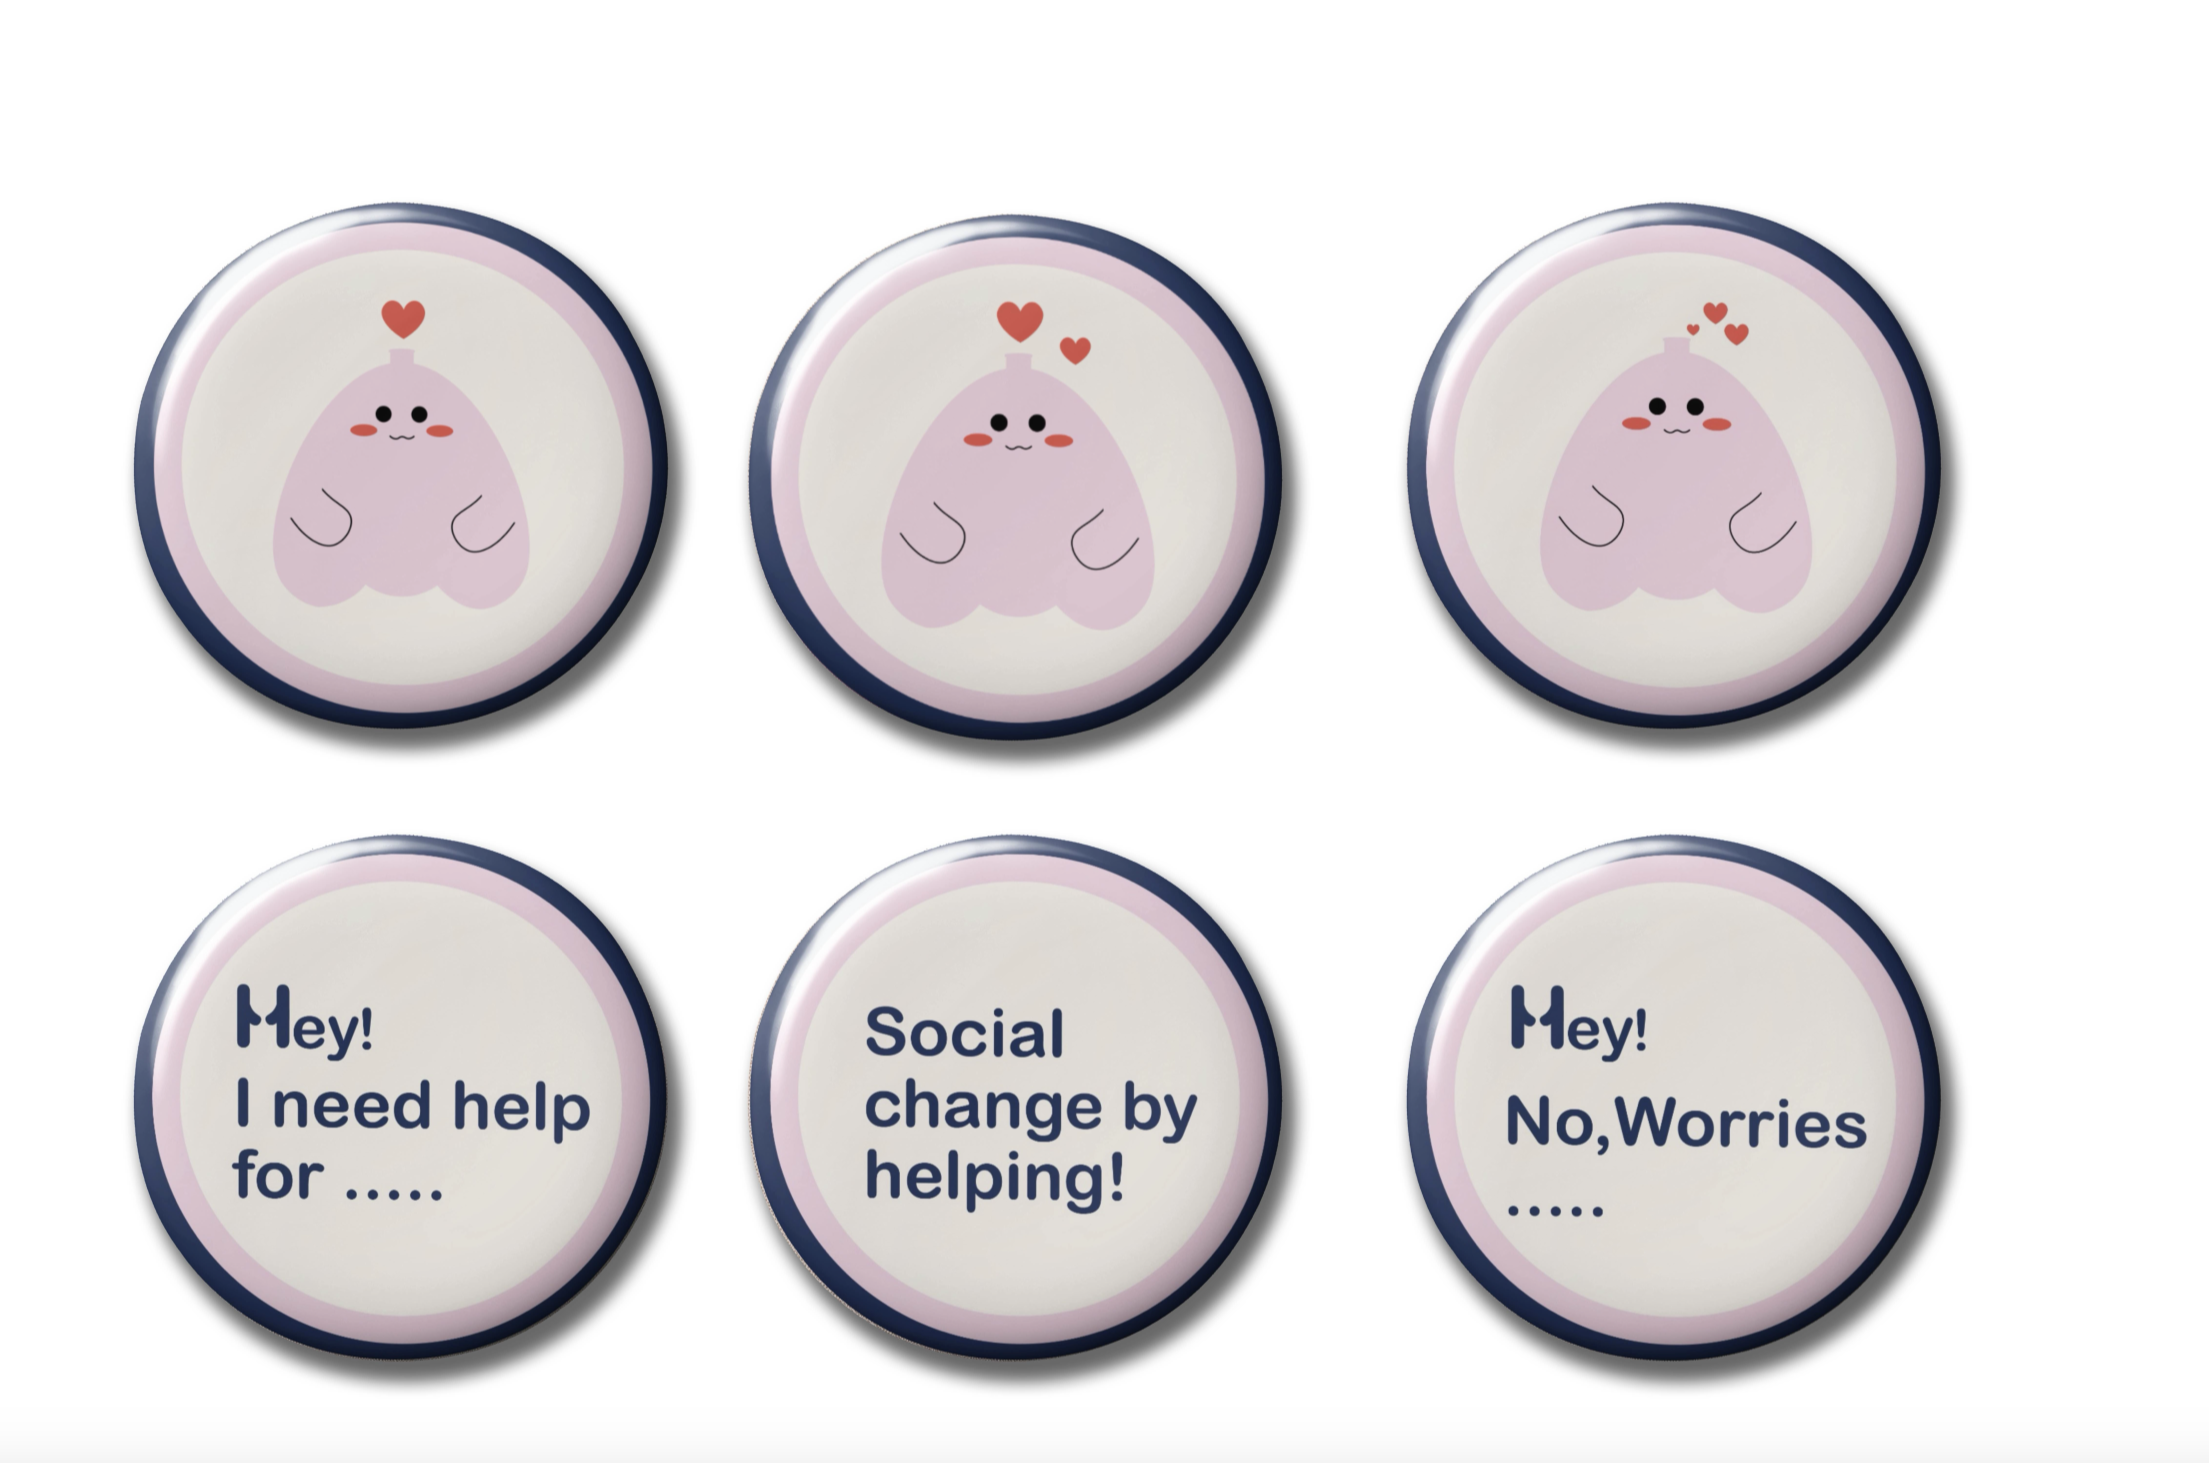 Hey!
I need help
for .....
Social
change by
helping!
Hey!
No,Worries
.....